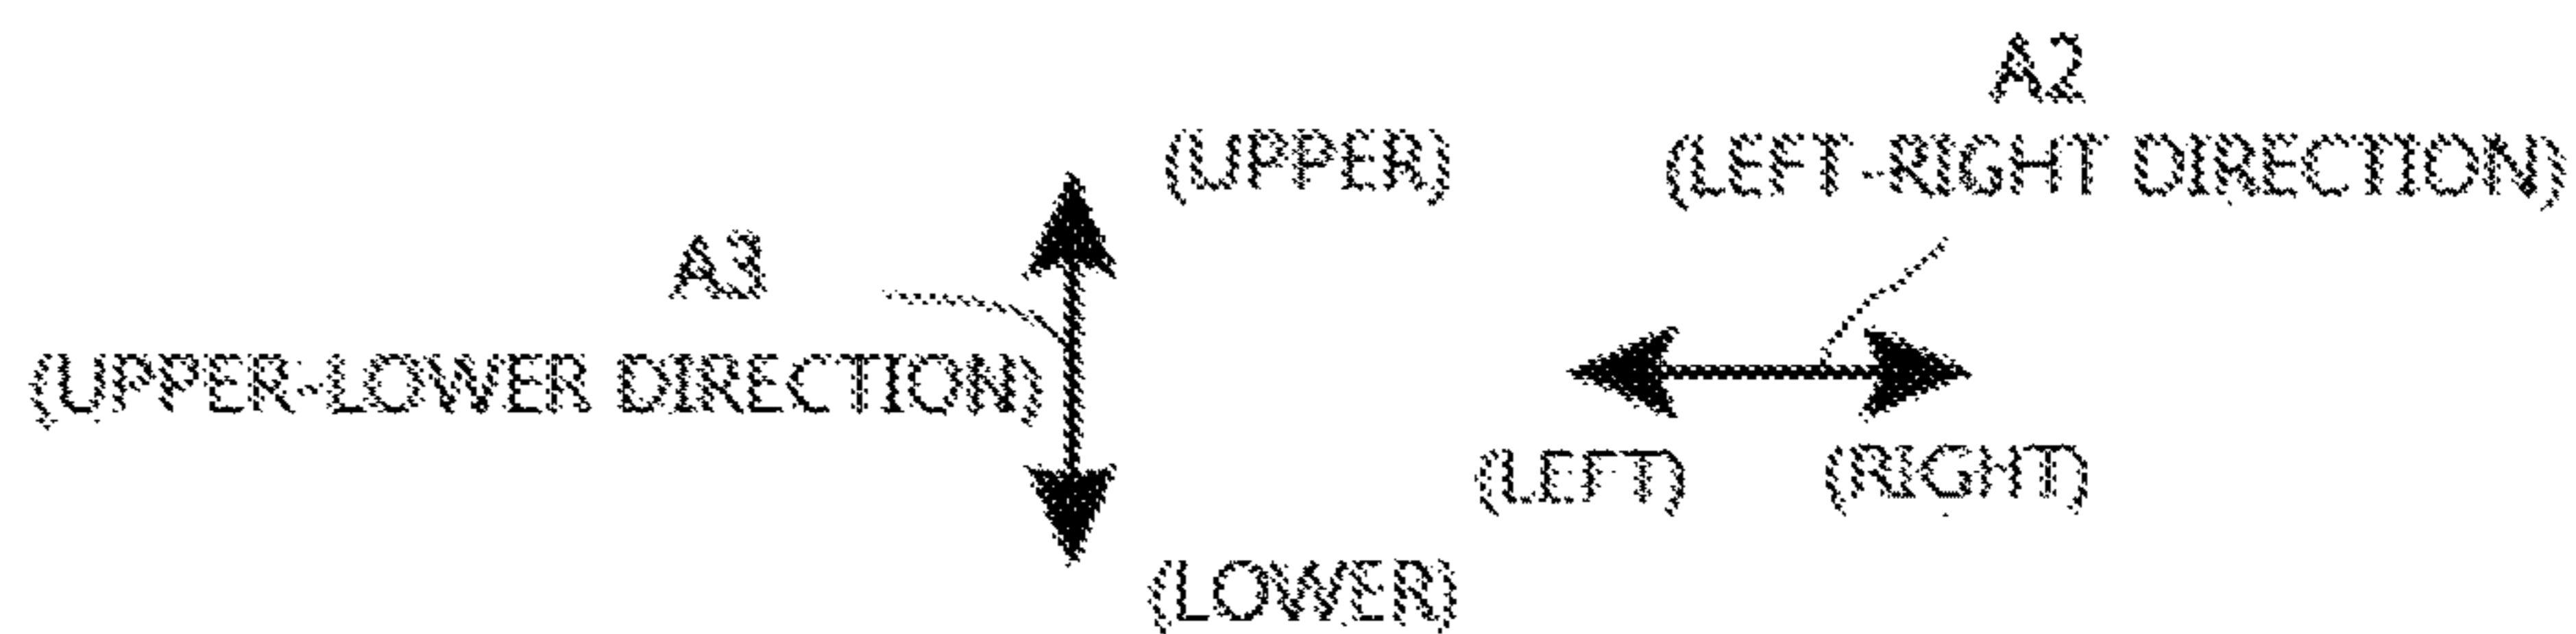 A2
(UPPER)
(LEFT-RIGHT DIRECTION)
A3
(UPPER-LOWER DIRECTION)
(LEFT)
(RIGHT)
(LOWER)